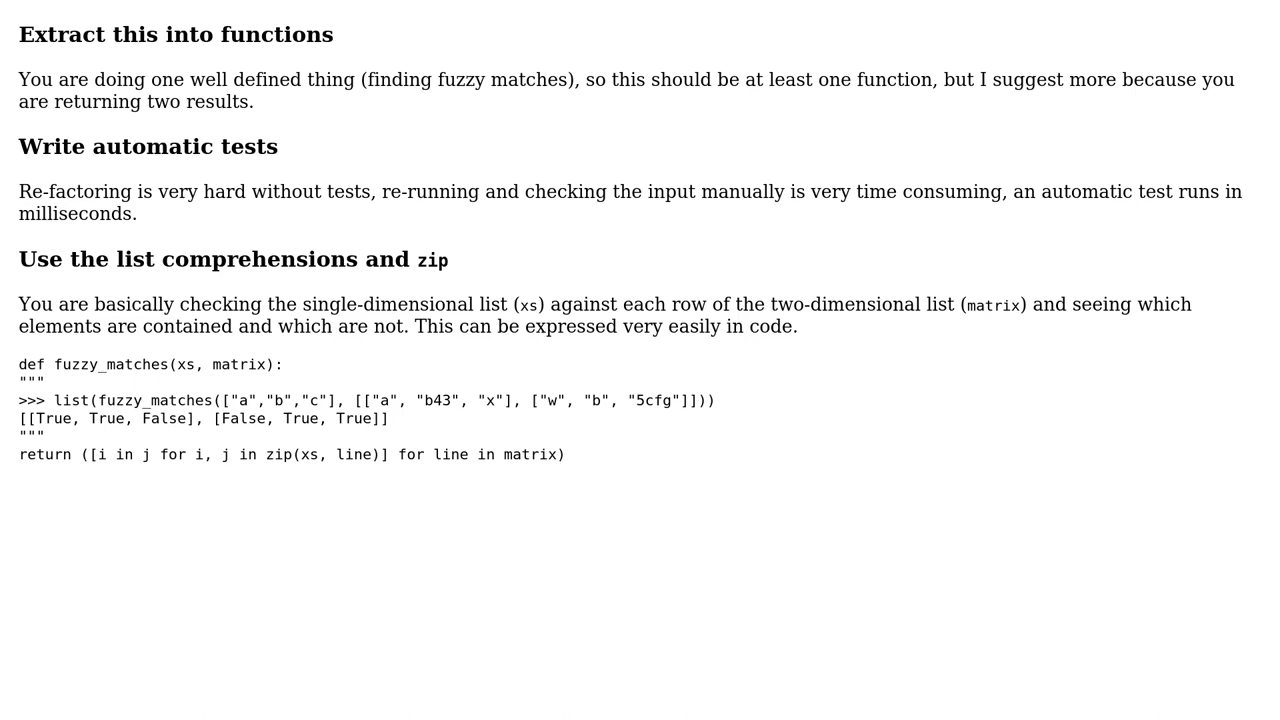 Extract this into functions
You are doing one well defined thing (finding fuzzy matches), so this should be at least one function, but I suggest more because you
are returning two results.
Write automatic tests
Re-factoring is very hard without tests, re-running and checking the input manually is very time consuming, an automatic test runs in
milliseconds.
Use the list comprehensions and zip
You are basically checking the single-dimensional list (xs) against each row of the two-dimensional list (matrix) and seeing which
elements are contained and which are not. This can be expressed very easily in code.
def fuzzy_matches(xs, matrix):
"""
>>> list(fuzzy_matches(["a","b","c"], [["a", "b43", "x"], ["w", "b", "5cfg"]]))
[[True, True, False], [False, True, True]]
"""
return ([i in j for i, j in zip(xs, line)] for line in matrix)